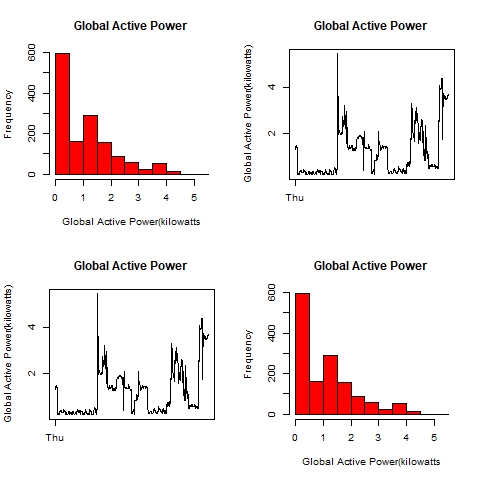 Global Active Power
Frequency
600
400
200
0
0 1 2 3 4 5
Global Active Power(kilowatts
Global Active Power
Global Active Power(kilowatts)
4
2
Thu
Global Active Power
Global Active Power(kilowatts)
4
2
Thu
Global Active Power
Frequency
600
400
200
0
0 1 2 3 4 5
Global Active Power(kilowatts